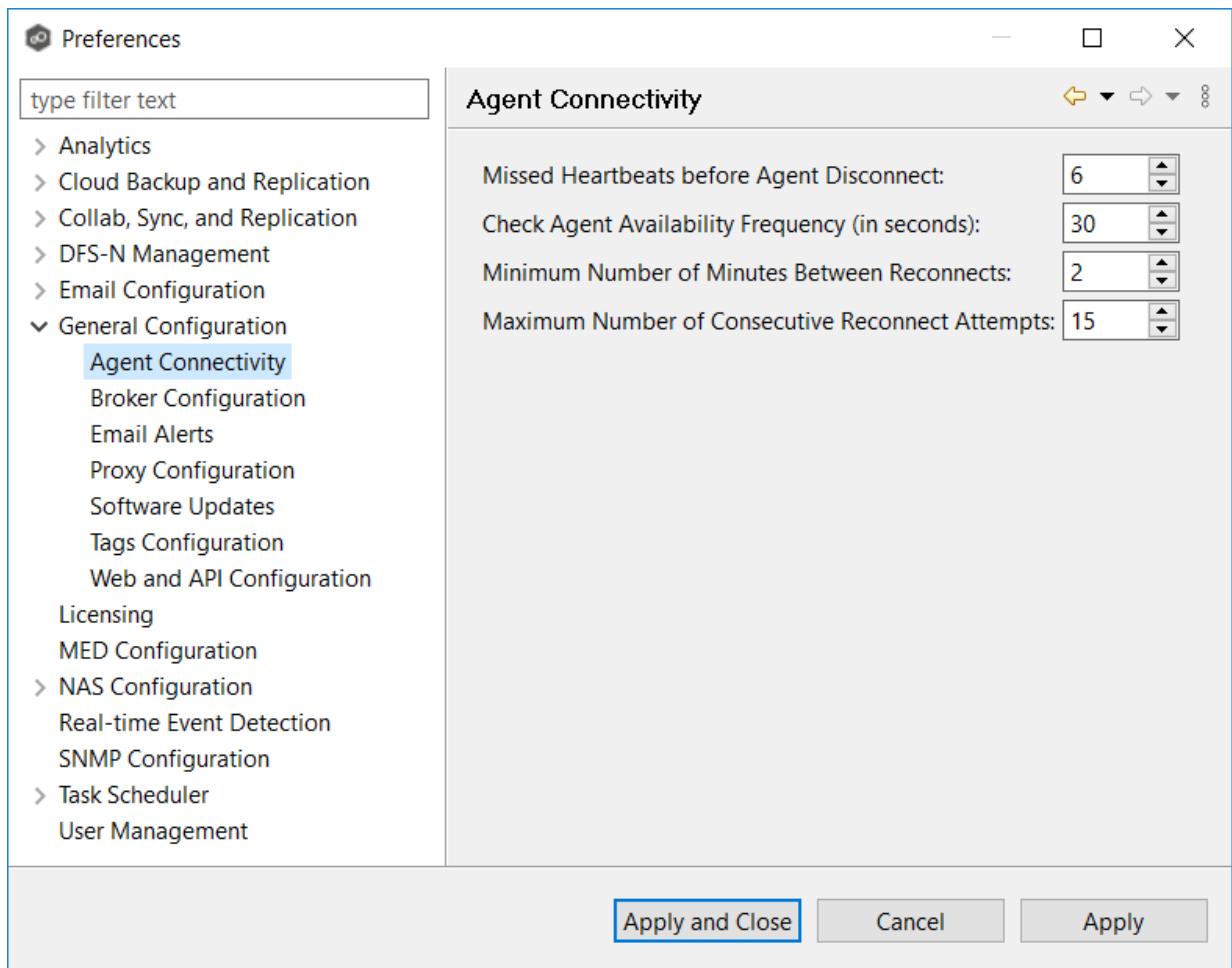 Preferences
type filter text
Analytics
Cloud Backup and Replication
Collab, Sync, and Replication
DFS-N Management
Email Configuration
General Configuration
Agent Connectivity
Broker Configuration
Email Alerts
Proxy Configuration
Software Updates
Tags Configuration
Web and API Configuration
Licensing
MED Configuration
NAS Configuration
Real-time Event Detection
SNMP Configuration
Task Scheduler
User Management
Agent Connectivity
Missed Heartbeats before Agent Disconnect: 6
Check Agent Availability Frequency (in seconds): 30
Minimum Number of Minutes Between Reconnects: 2
Maximum Number of Consecutive Reconnect Attempts: 15
Apply and Close Cancel Apply